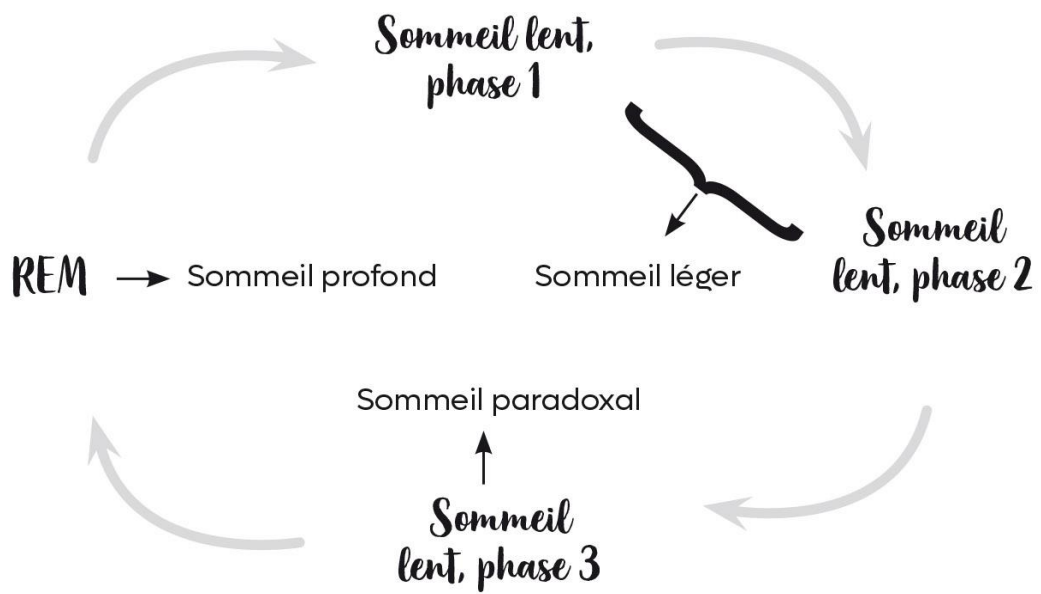 Sommeil lent,
phase 1
Sommeil
lent, phase 2
REM
Sommeil profond
Sommeil léger
Sommeil paradoxal
Sommeil
lent, phase 3